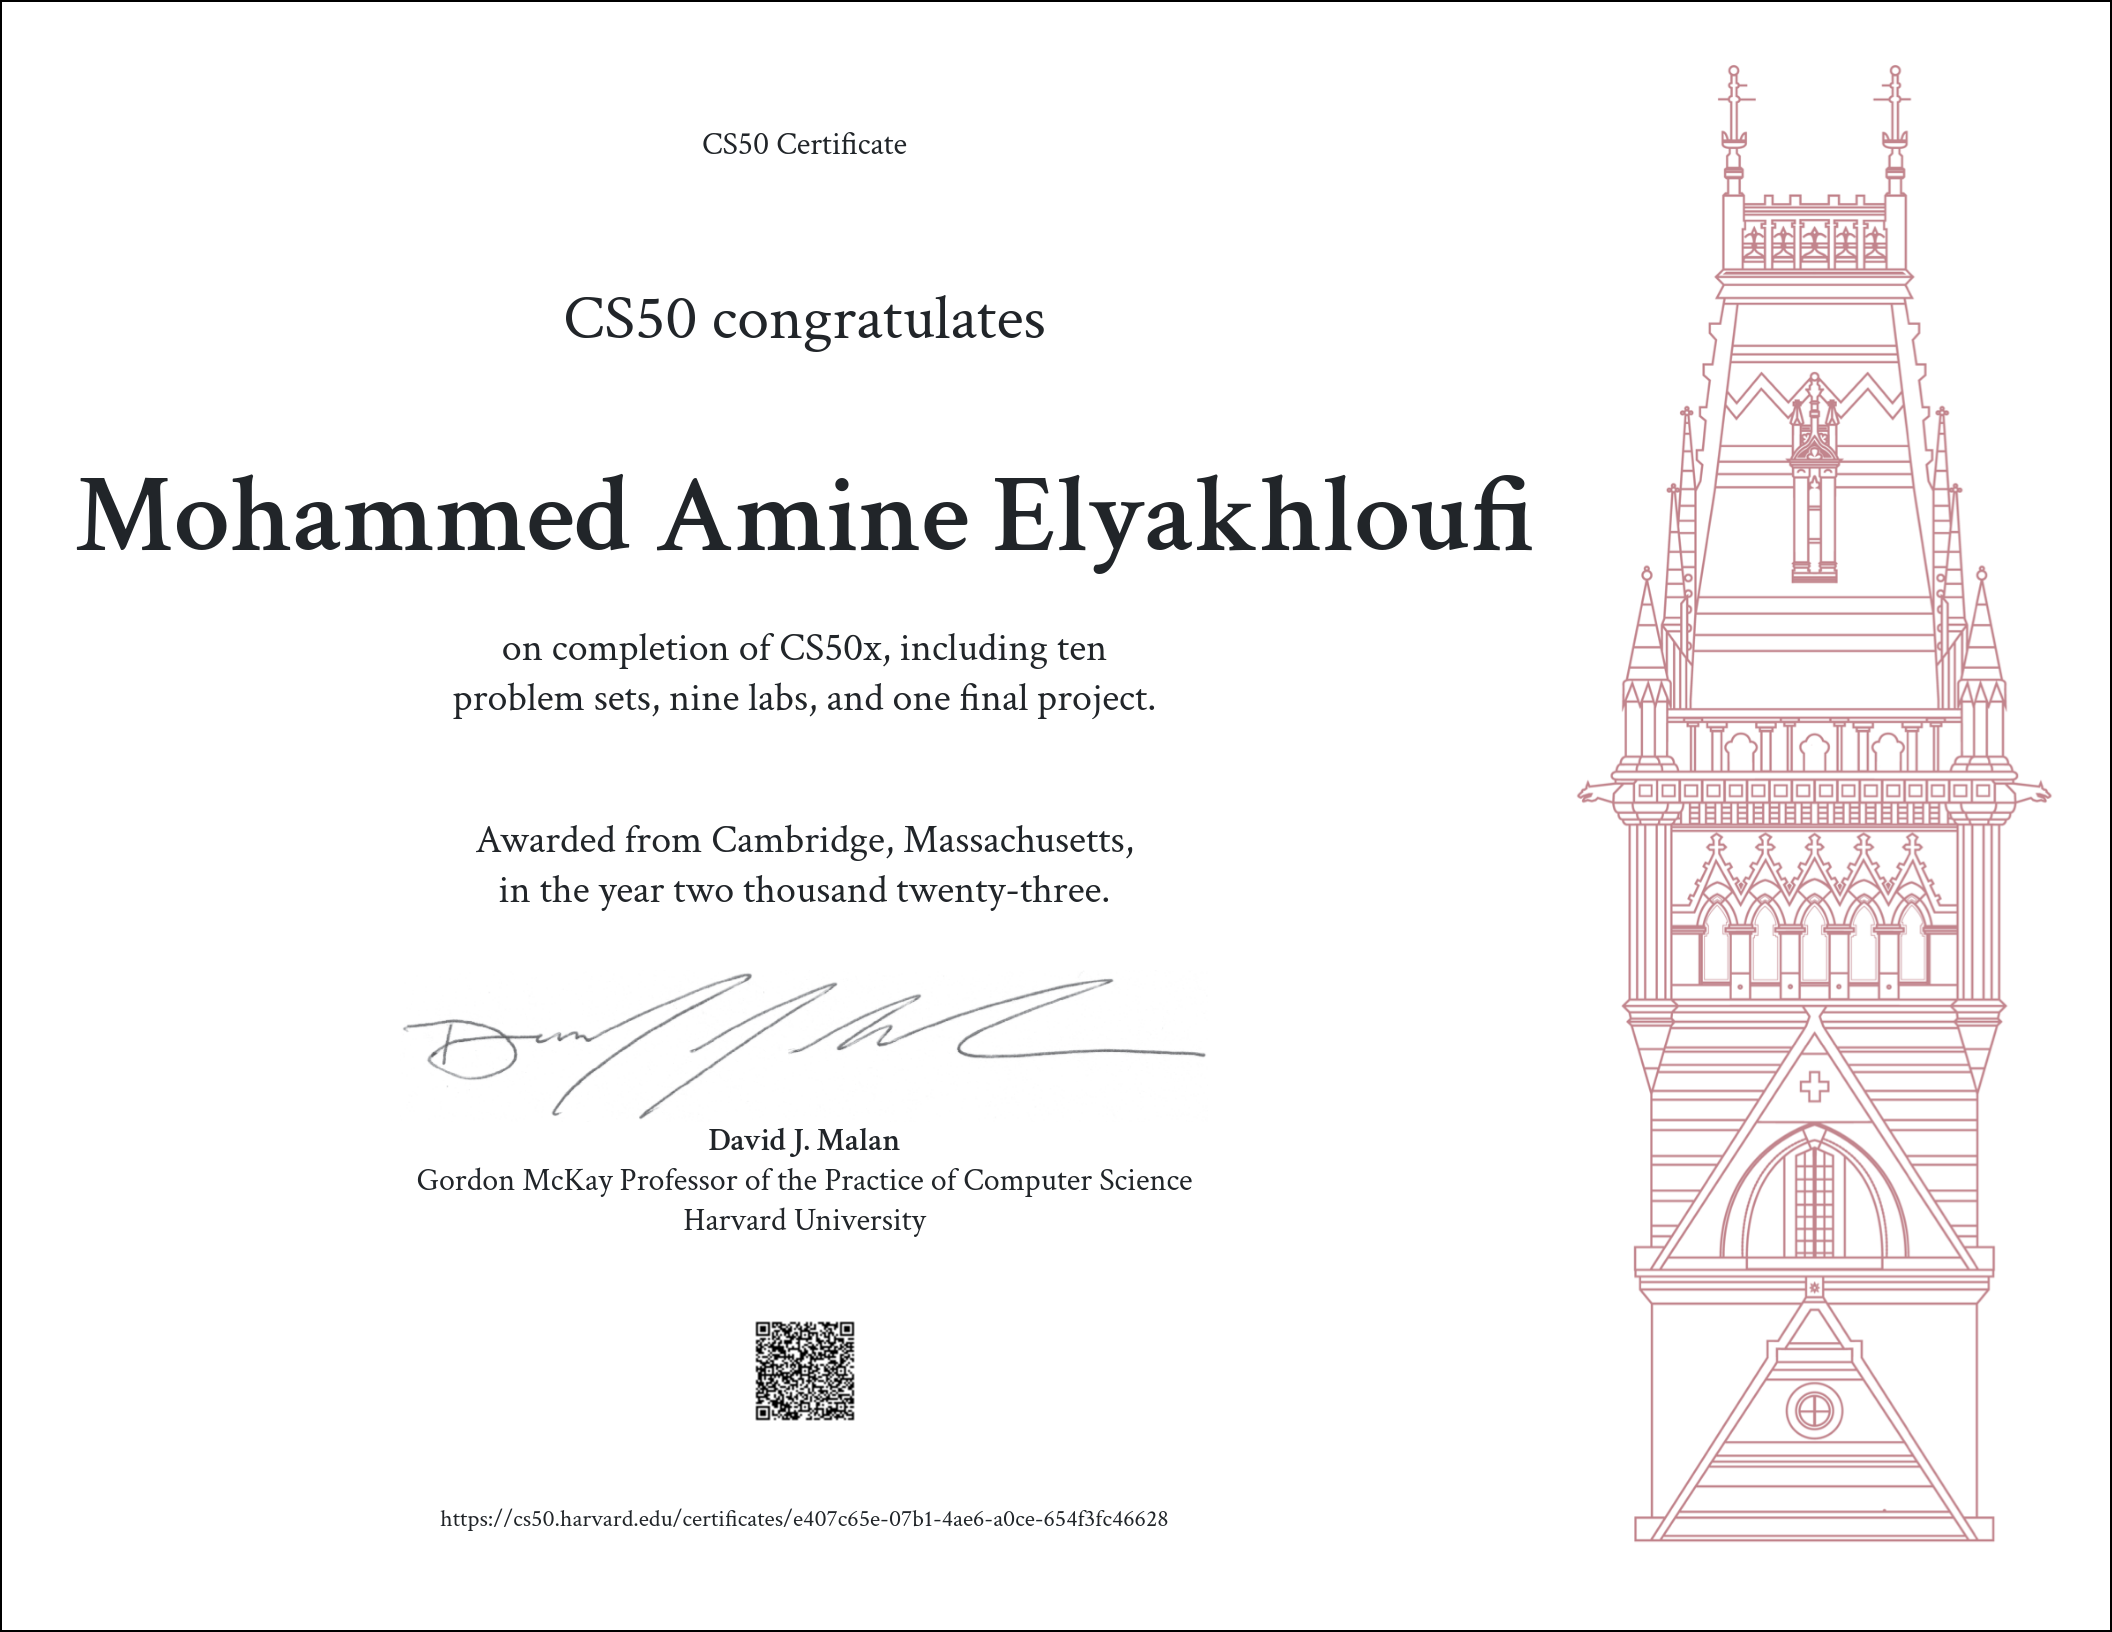 CS50 Certificate
CS50 congratulates
Mohammed Amine Elyakhloufi
on completion of CS50x, including ten
problem sets, nine labs, and one final project.
Awarded from Cambridge, Massachusetts,
in the year two thousand twenty-three.
David J. Malan
Gordon McKay Professor of the Practice of Computer Science
Harvard University
https://cs50.harvard.edu/certificates/e407c65e-07b1-4ae6-a0ce-654f3fc46628